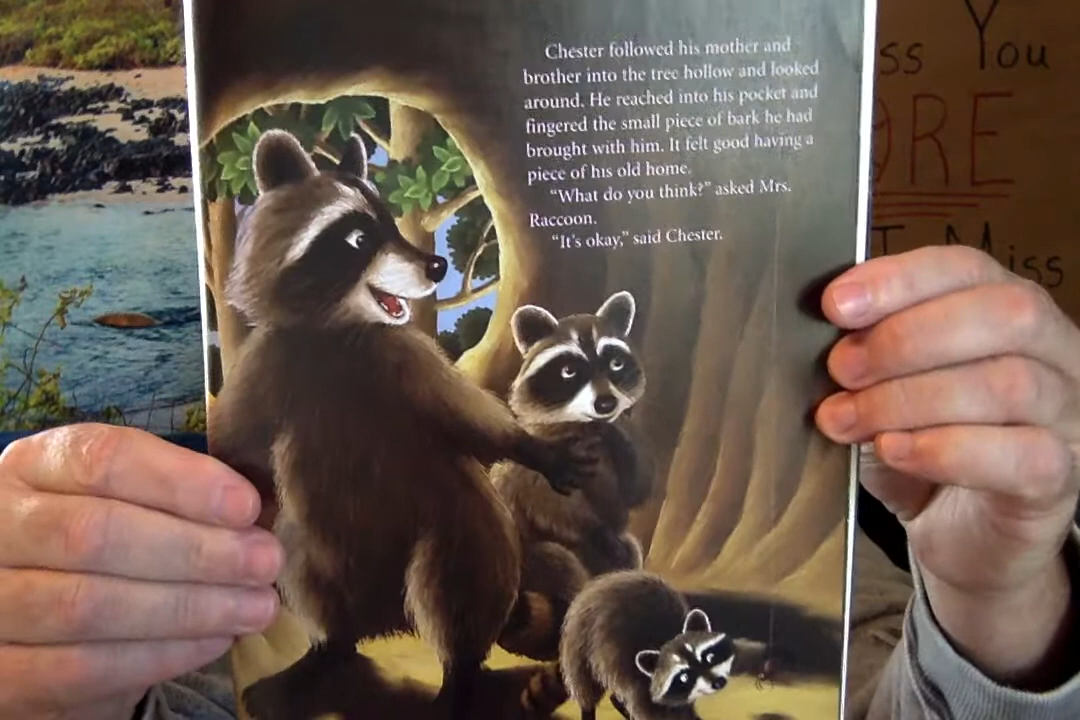 Chester followed his mother and
brother into the tree hollow and looked
around. He reached into his pocket and
fingered the small piece of bark he had
brought with him. It felt good having a
piece of his old home.
"What do you think?" asked Mrs.
Raccoon.
"It's okay," said Chester.
You
I Miss